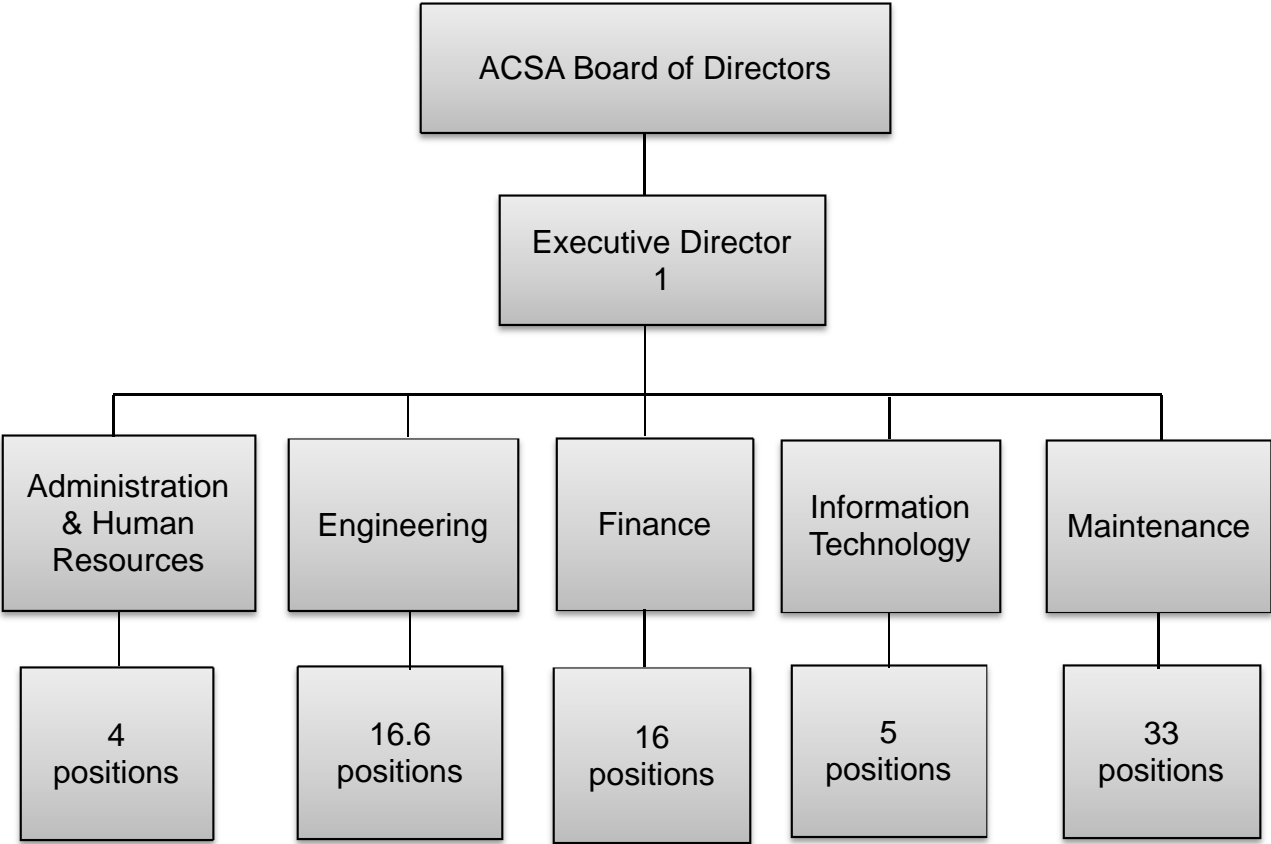 ACSA Board of Directors
Executive Director
1
Administration
& Human
Resources
Engineering
Finance
Information
Technology
Maintenance
4
positions
16.6
positions
16
positions
5
positions
33
positions